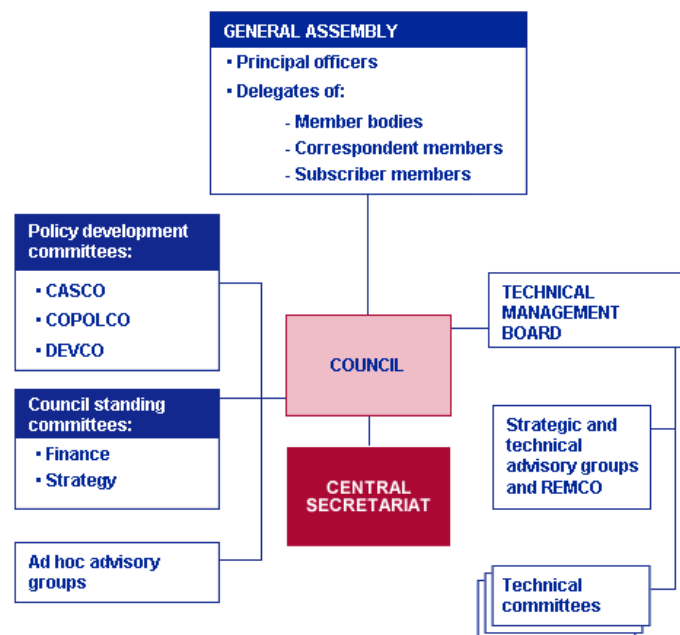 GENERAL ASSEMBLY
▪ Principal officers
▪ Delegates of:
- Member bodies
- Correspondent members
- Subscriber members
Policy development
committees:
▪ CASCO
▪ COPOLCO
▪ DEVCO
Council standing
committees:
▪ Finance
▪ Strategy
Ad hoc advisory
groups
COUNCIL
CENTRAL
SECRETARIAT
TECHNICAL
MANAGEMENT
BOARD
Strategic and
technical
advisory groups
and REMCO
Technical
committees